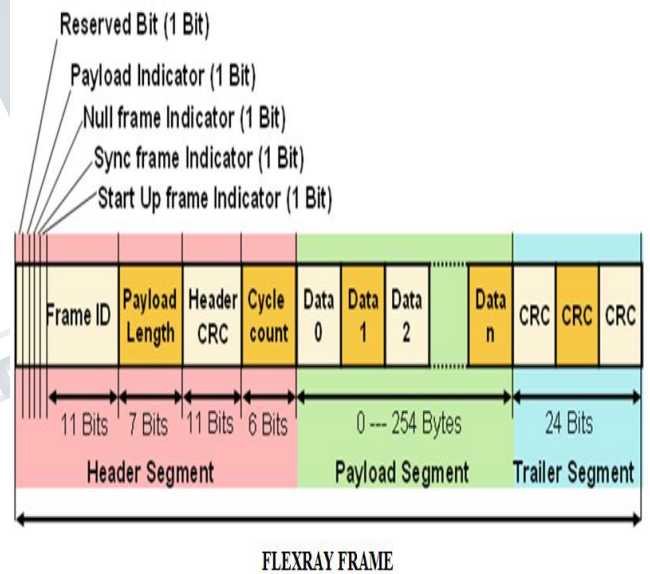 Reserved Bit (1 Bit)
Payload Indicator (1 Bit)
Null frame Indicator (1 Bit)
Sync frame Indicator (1 Bit)
Start Up frame Indicator (1 Bit)
Frame ID
Payload
Length
Header
CRC
Cycle
count
Data
0
Data
1
Data
2
Data
n
CRC
CRC
CRC
11 Bits
7 Bits
11 Bits
6 Bits
0 --- 254 Bytes
24 Bits
Header Segment
Payload Segment
Trailer Segment
FLEXRAY FRAME